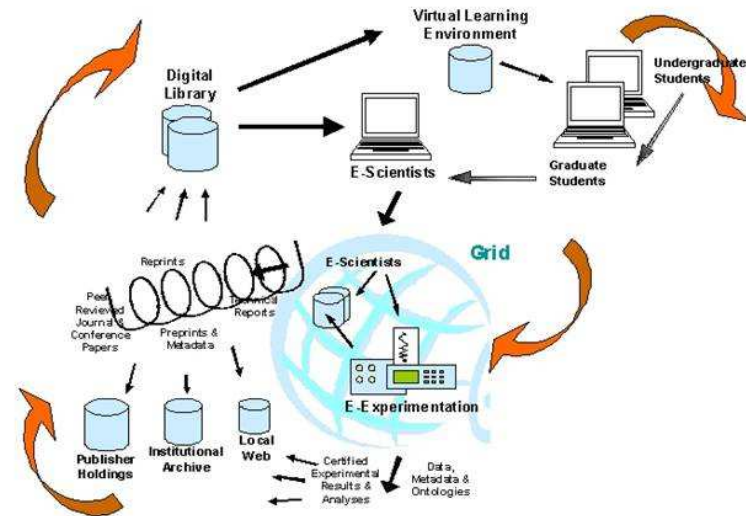 Virtual Learning
Environment
Digital
Library
Undergraduate
Students
E-Scientists
Graduate
Students
Grid
Reprints
E-Scientists
Peer
Reviewed
Journal &
Conference
Papers
Technical
Reports
Preprints &
Metadata
E-Experimentation
Publisher
Holdings
Institutional
Archive
Local
Web
Certified
Experimental
Results &
Analyses
Data,
Metadata &
Ontologies